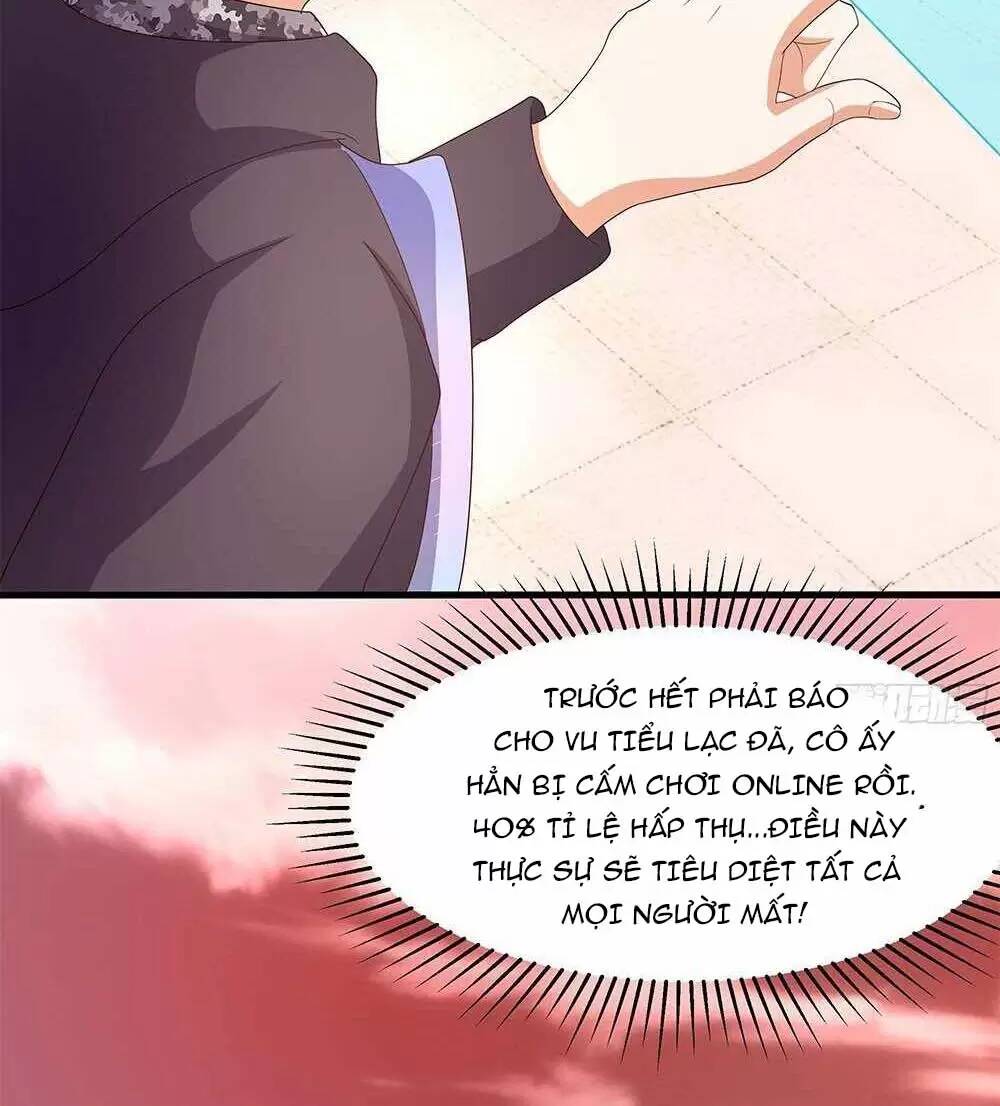 TRƯỚC HẾT PHẢI BÁO
CHO VU TIỂU LẠC ĐÃ, CÔ ẤY
HẲN BỊ CẤM CHƠI ONLINE RỒI.
40% TỈ LỆ HẤP THỤ...ĐIỀU NÀY
THỰC SỰ SẼ TIÊU DIỆT TẤT CẢ
MỌI NGƯỜI MẤT!